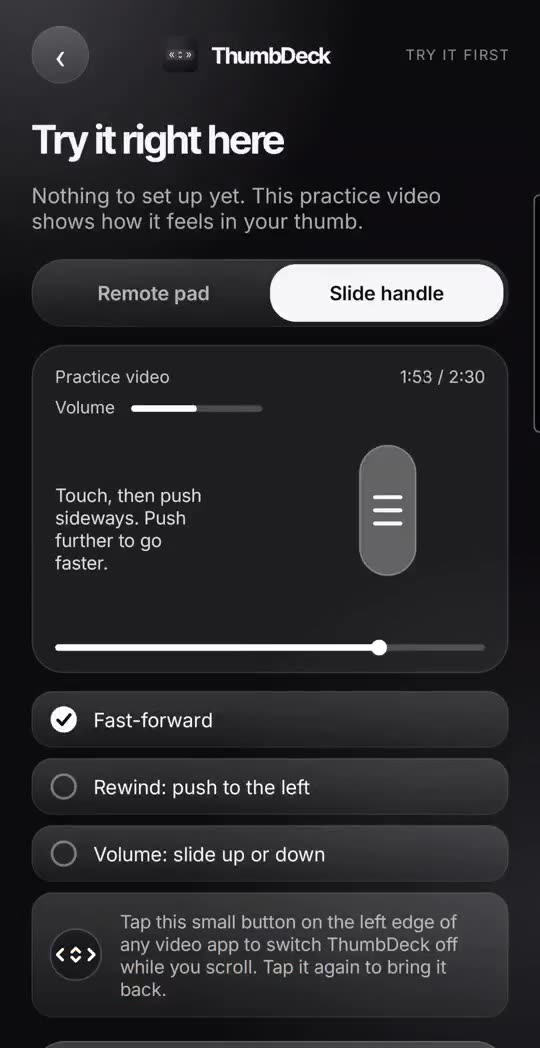 ThumbDeck
TRY IT FIRST
Try it right here
Nothing to set up yet. This practice video
shows how it feels in your thumb.
Remote pad
Slide handle
Practice video
1:53 / 2:30
Volume
Touch, then push
sideways. Push
further to go
faster.
Fast-forward
Rewind: push to the left
Volume: slide up or down
Tap this small button on the left edge of
any video app to switch ThumbDeck off
while you scroll. Tap it again to bring it
back.